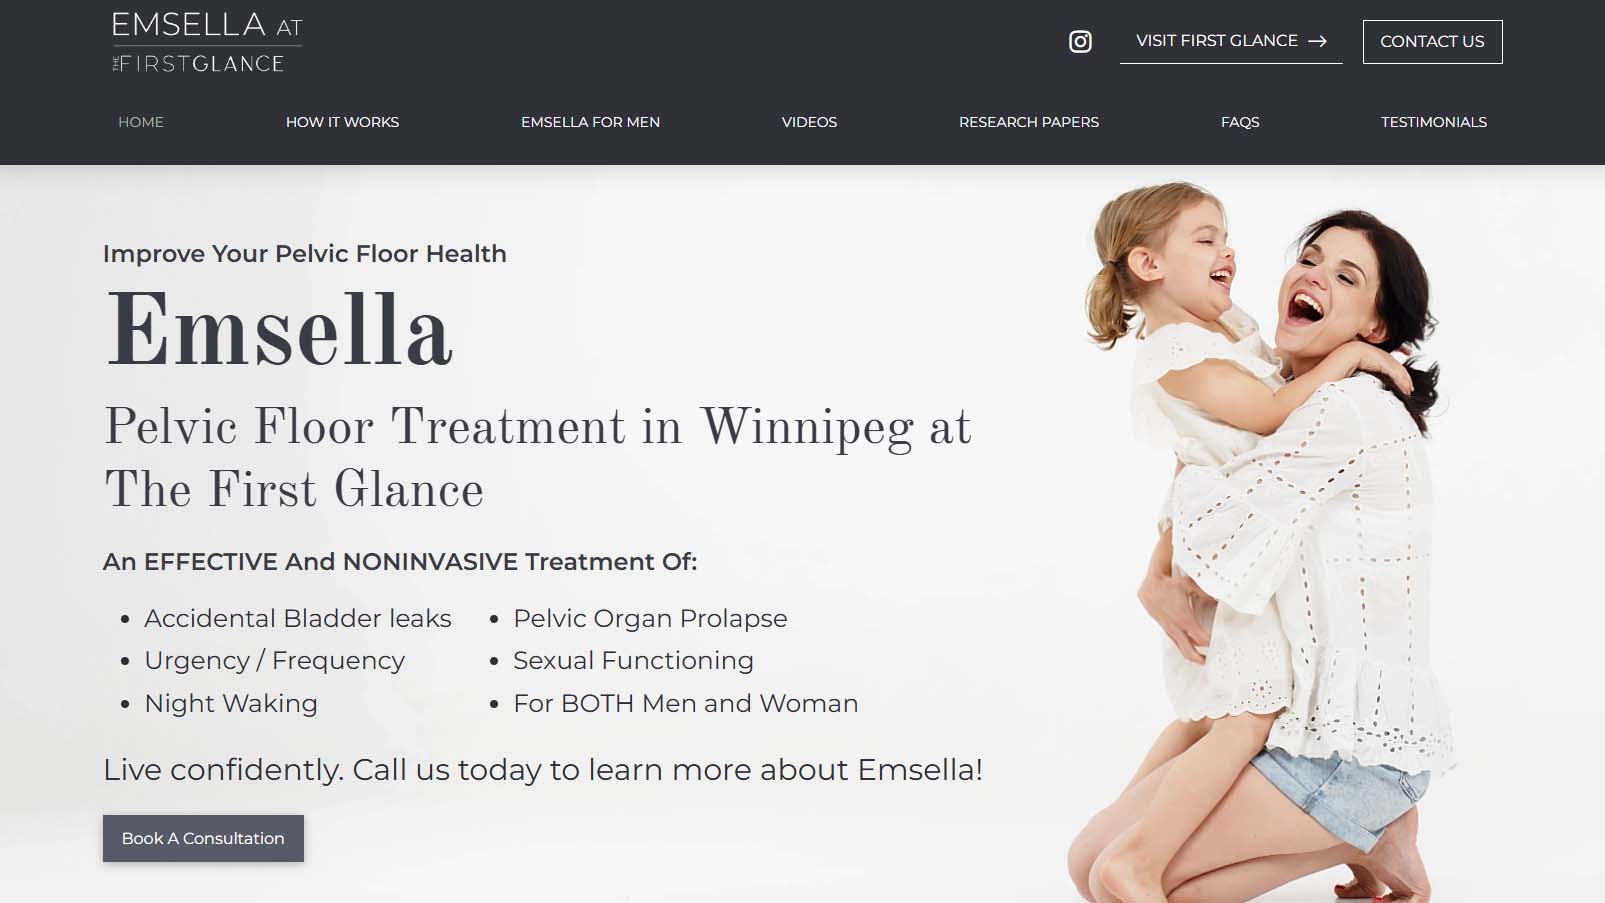 EMSELLA AT
THE FIRSTGLANCE
VISIT FIRST GLANCE →
CONTACT US
HOME
HOW IT WORKS
EMSELLA FOR MEN
VIDEOS
RESEARCH PAPERS
FAQS
TESTIMONIALS
Improve Your Pelvic Floor Health
Emsella
Pelvic Floor Treatment in Winnipeg at
The First Glance
An EFFECTIVE And NONINVASIVE Treatment Of:
• Accidental Bladder leaks
• Urgency / Frequency
• Night Waking
• Pelvic Organ Prolapse
• Sexual Functioning
• For BOTH Men and Woman
Live confidently. Call us today to learn more about Emsella!
Book A Consultation